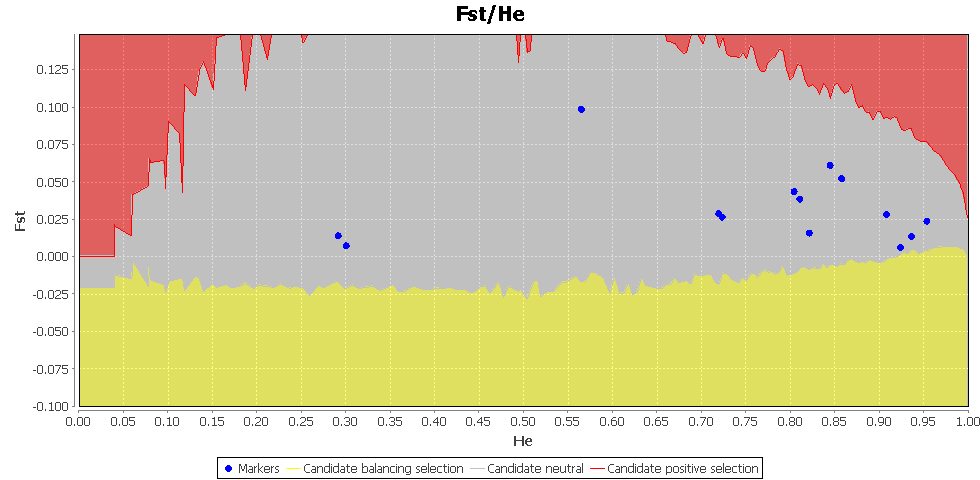 Fst/He
0.125
0.100
0.075
0.050
0.025
0.000
-0.025
-0.050
-0.075
-0.100
Fst
0.00 0.05 0.10 0.15 0.20 0.25 0.30 0.35 0.40 0.45 0.50 0.55 0.60 0.65 0.70 0.75 0.80 0.85 0.90 0.95 1.00
He
Markers Candidate balancing selection Candidate neutral Candidate positive selection